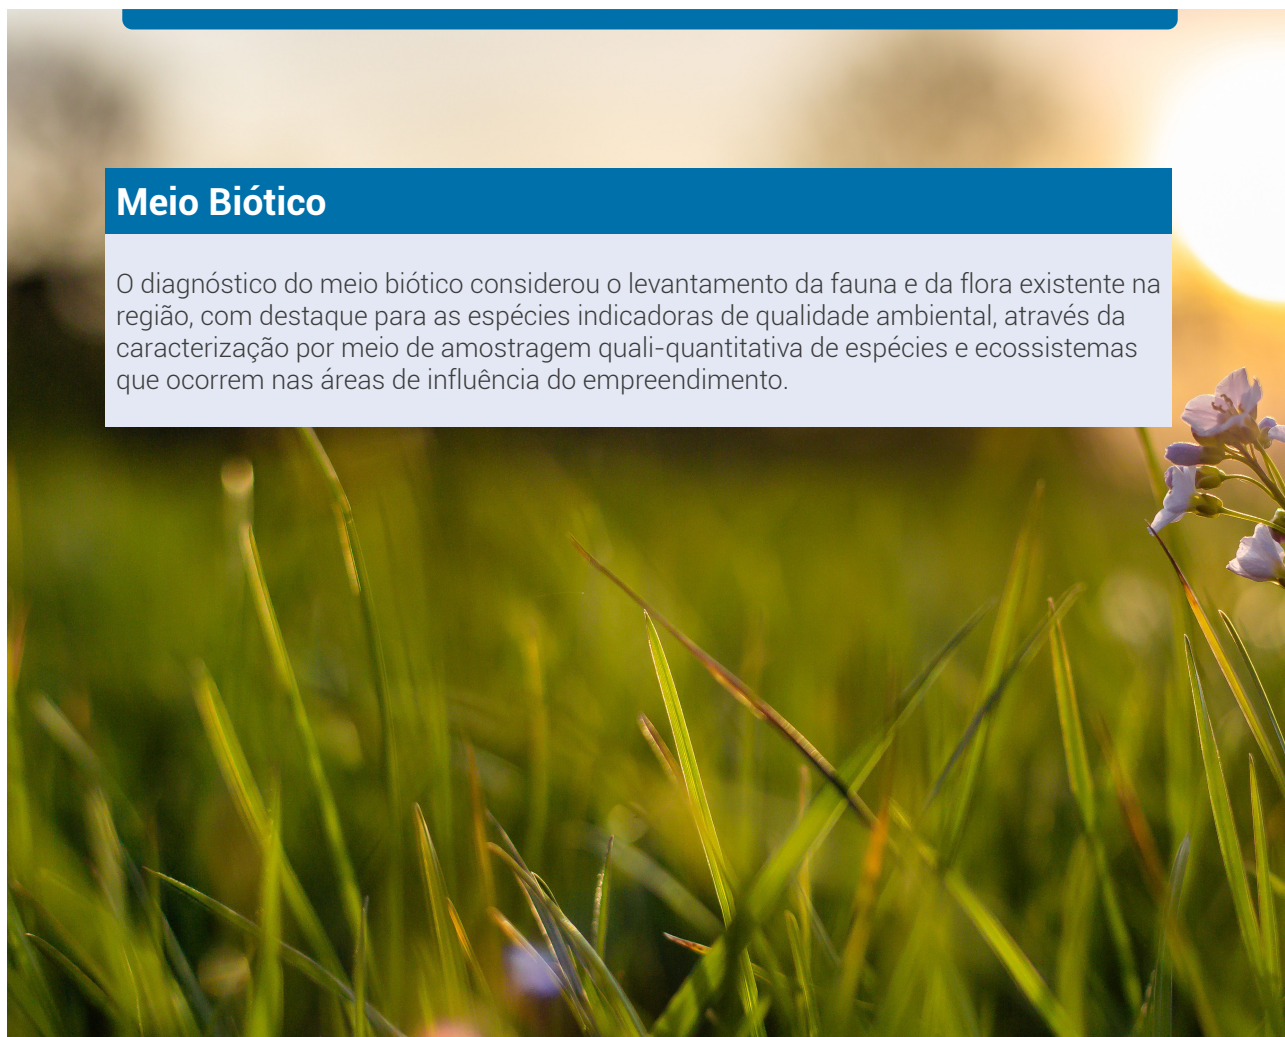 Meio Biótico
O diagnóstico do meio biótico considerou o levantamento da fauna e da flora existente na
região, com destaque para as espécies indicadoras de qualidade ambiental, através da
caracterização por meio de amostragem quali-quantitativa de espécies e ecossistemas
que ocorrem nas áreas de influência do empreendimento.